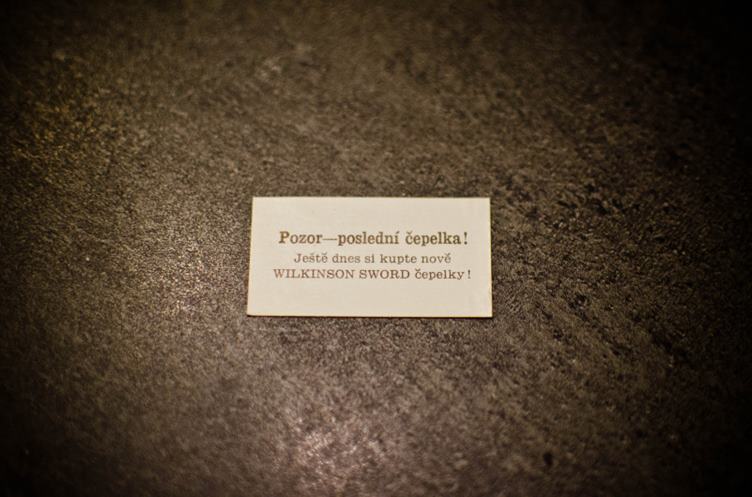 Pozor—poslední čepelka!
Ještě dnes si kupte nově
WILKINSON SWORD čepelky!